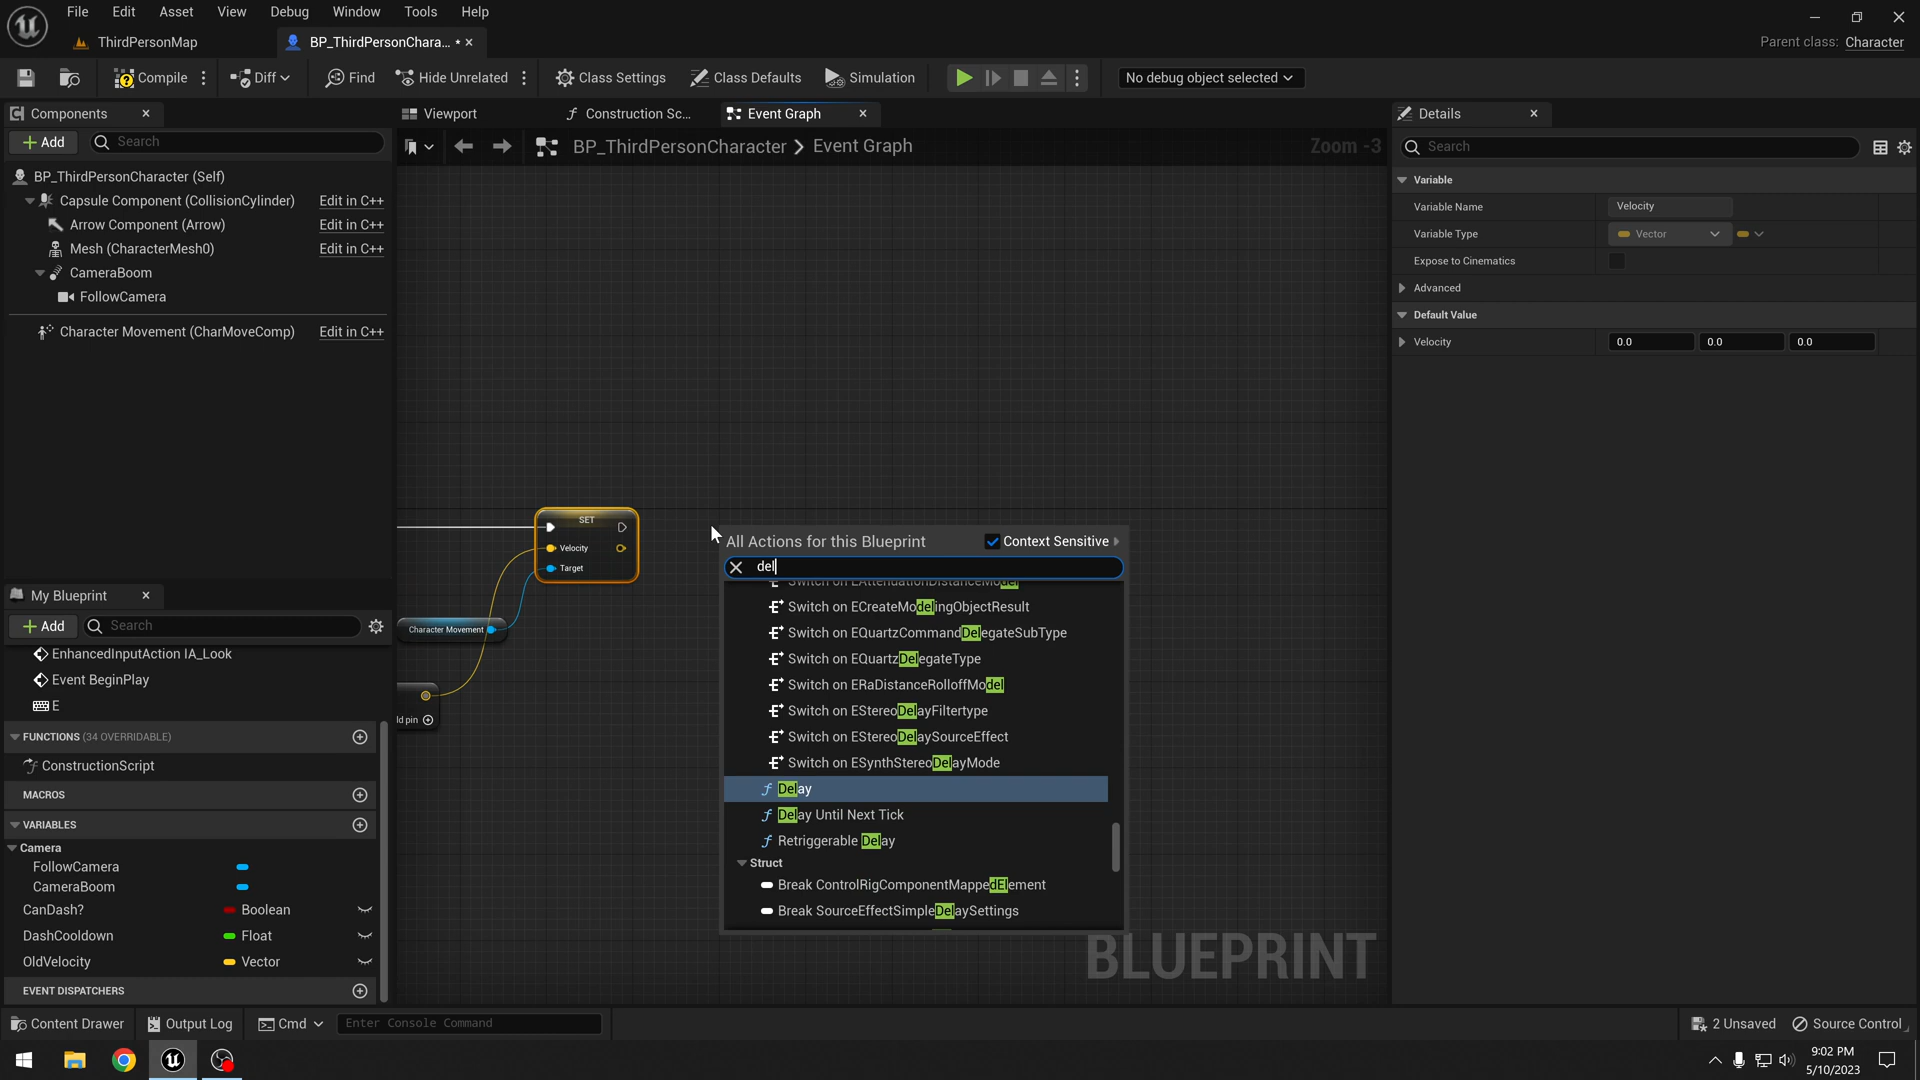 File Edit Asset View Debug Window Tools Help
ThirdPersonMap
BP_ThirdPersonChara... *
Parent class: Character
Compile
Diff
Find
Hide Unrelated
Class Settings
Class Defaults
Simulation
No debug object selected
Components
Add
Search
BP_ThirdPersonCharacter (Self)
Capsule Component (CollisionCylinder) Edit in C++
Arrow Component (Arrow) Edit in C++
Mesh (CharacterMesh0) Edit in C++
CameraBoom
FollowCamera
Character Movement (CharMoveComp) Edit in C++
My Blueprint
Add
Search
EnhancedInputAction IA_Look
Event BeginPlay
E
FUNCTIONS (34 OVERRIDABLE)
ConstructionScript
MACROS
VARIABLES
Camera
FollowCamera
CameraBoom
CanDash? Boolean
DashCooldown Float
OldVelocity Vector
EVENT DISPATCHERS
Viewport
Construction Sc...
Event Graph
BP_ThirdPersonCharacter > Event Graph
Zoom -3
SET
Velocity
Target
Character Movement
ld pin
All Actions for this Blueprint
Context Sensitive
del
Switch on EAttenuationDistanceModel
Switch on ECreateModelingObjectResult
Switch on EQuartzCommandDelegateSubType
Switch on EQuartzDelegateType
Switch on ERaDistanceRolloffModel
Switch on EStereoDelayFiltertype
Switch on EStereoDelaySourceEffect
Switch on ESynthStereoDelayMode
Delay
Delay Until Next Tick
Retriggerable Delay
Struct
Break ControlRigComponentMappedElement
Break SourceEffectSimpleDelaySettings
BLUEPRINT
Details
Search
Variable
Variable Name Velocity
Variable Type Vector
Expose to Cinematics
Advanced
Default Value
Velocity 0.0 0.0 0.0
Content Drawer
Output Log
Cmd
Enter Console Command
2 Unsaved
Source Control
9:02 PM
5/10/2023